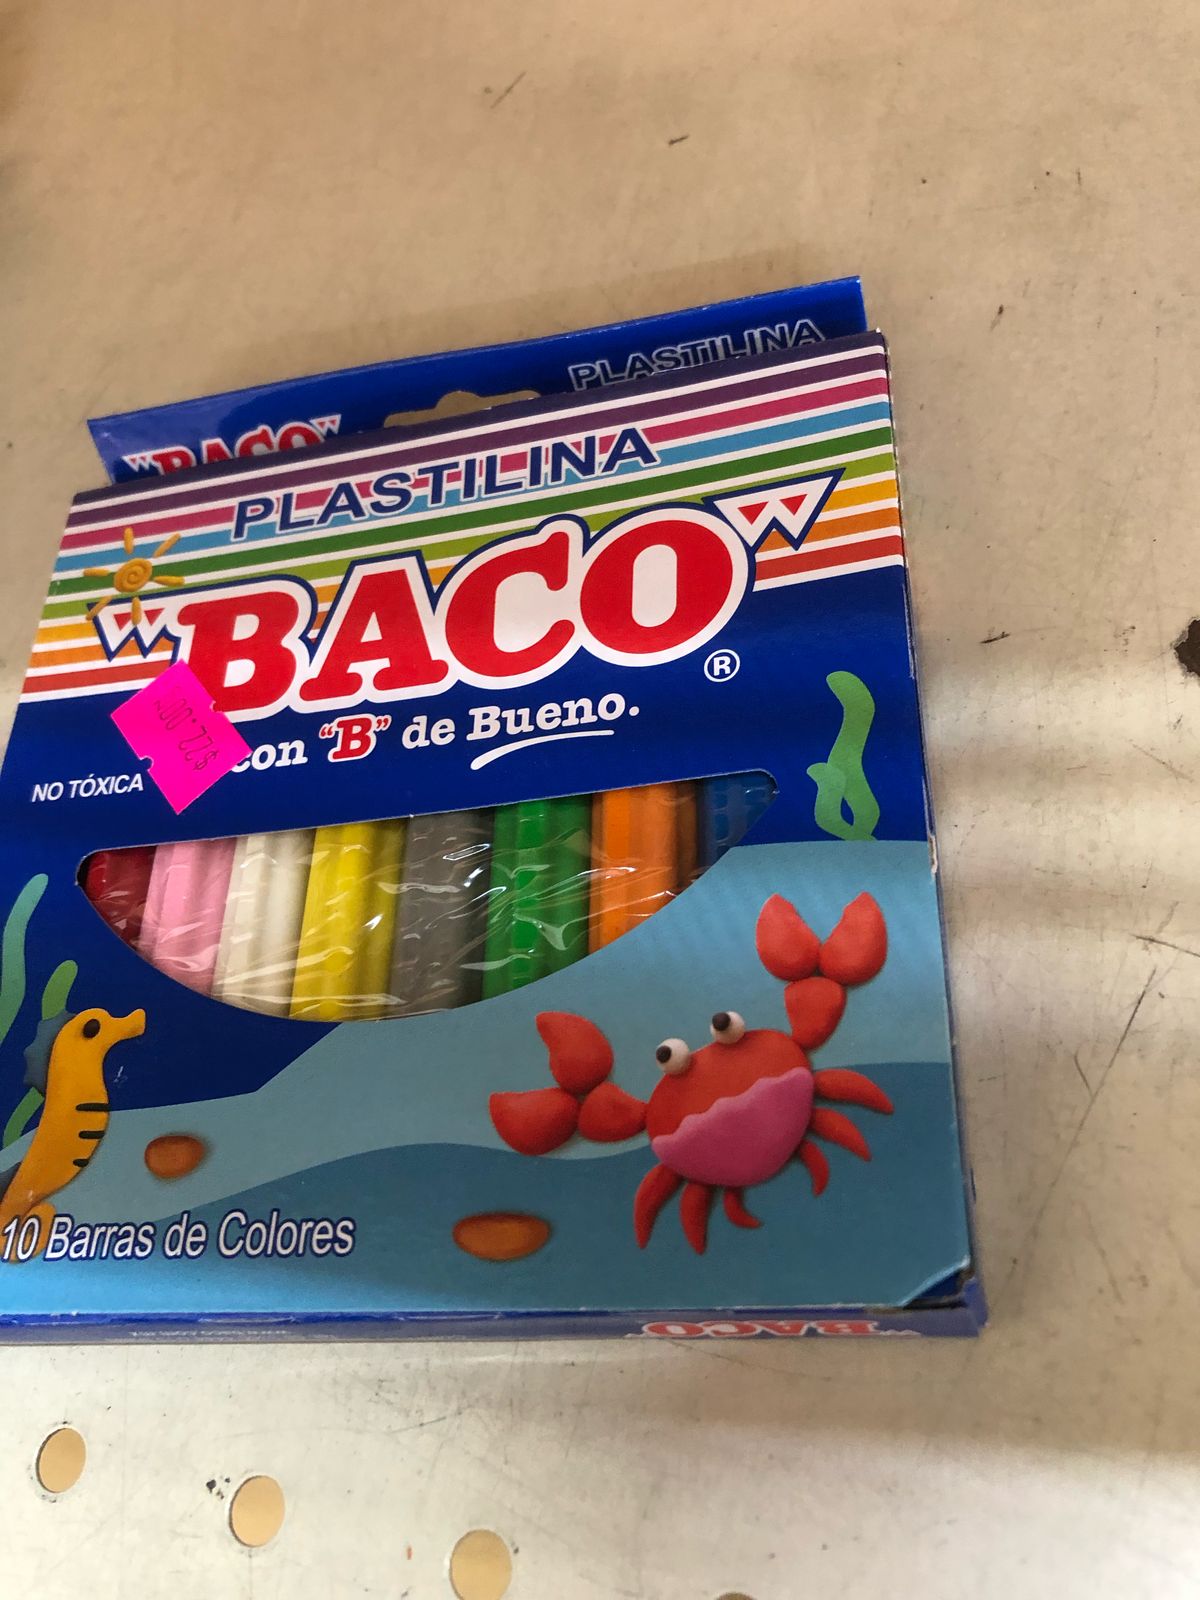 PLASTILINA
"BACO"
PLASTILINA
"BACO"®
con "B" de Bueno.
$22.00
NO TÓXICA
10 Barras de Colores
"BACO"